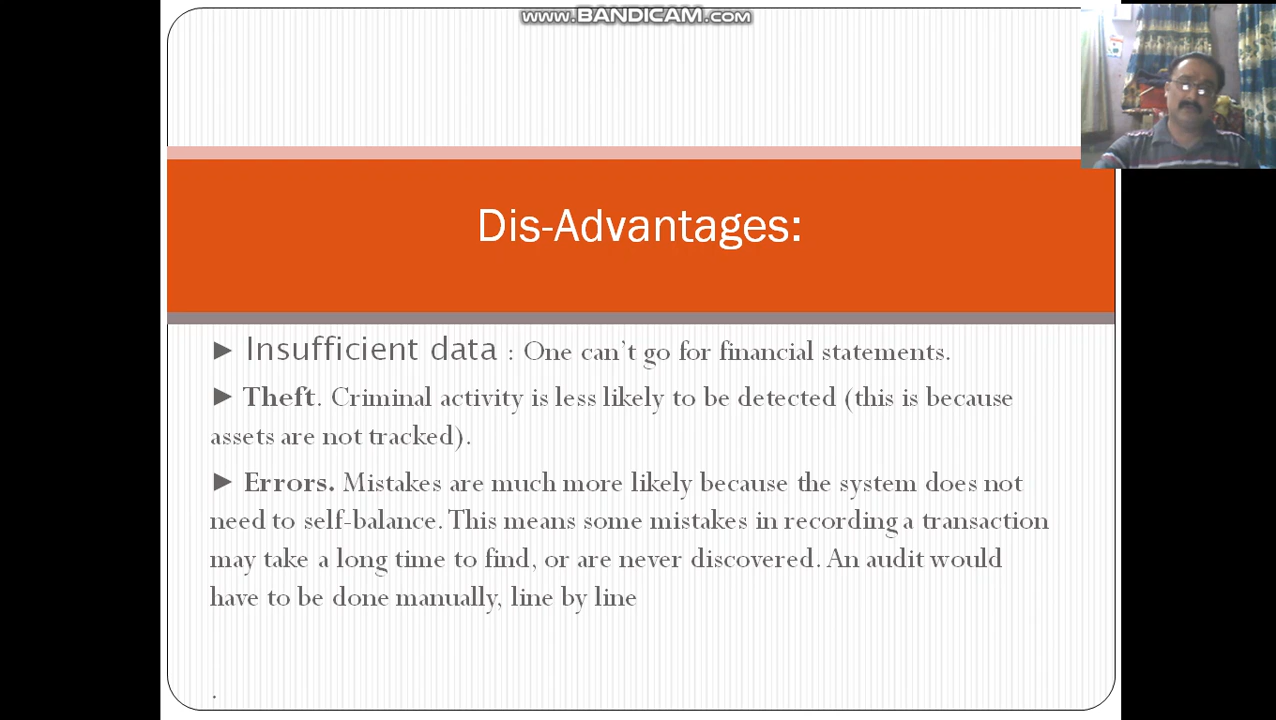 www.BANDICAM.com
Dis-Advantages:
► Insufficient data : One can't go for financial statements.
► Theft. Criminal activity is less likely to be detected (this is because
assets are not tracked).
► Errors. Mistakes are much more likely because the system does not
need to self-balance. This means some mistakes in recording a transaction
may take a long time to find, or are never discovered. An audit would
have to be done manually, line by line
.